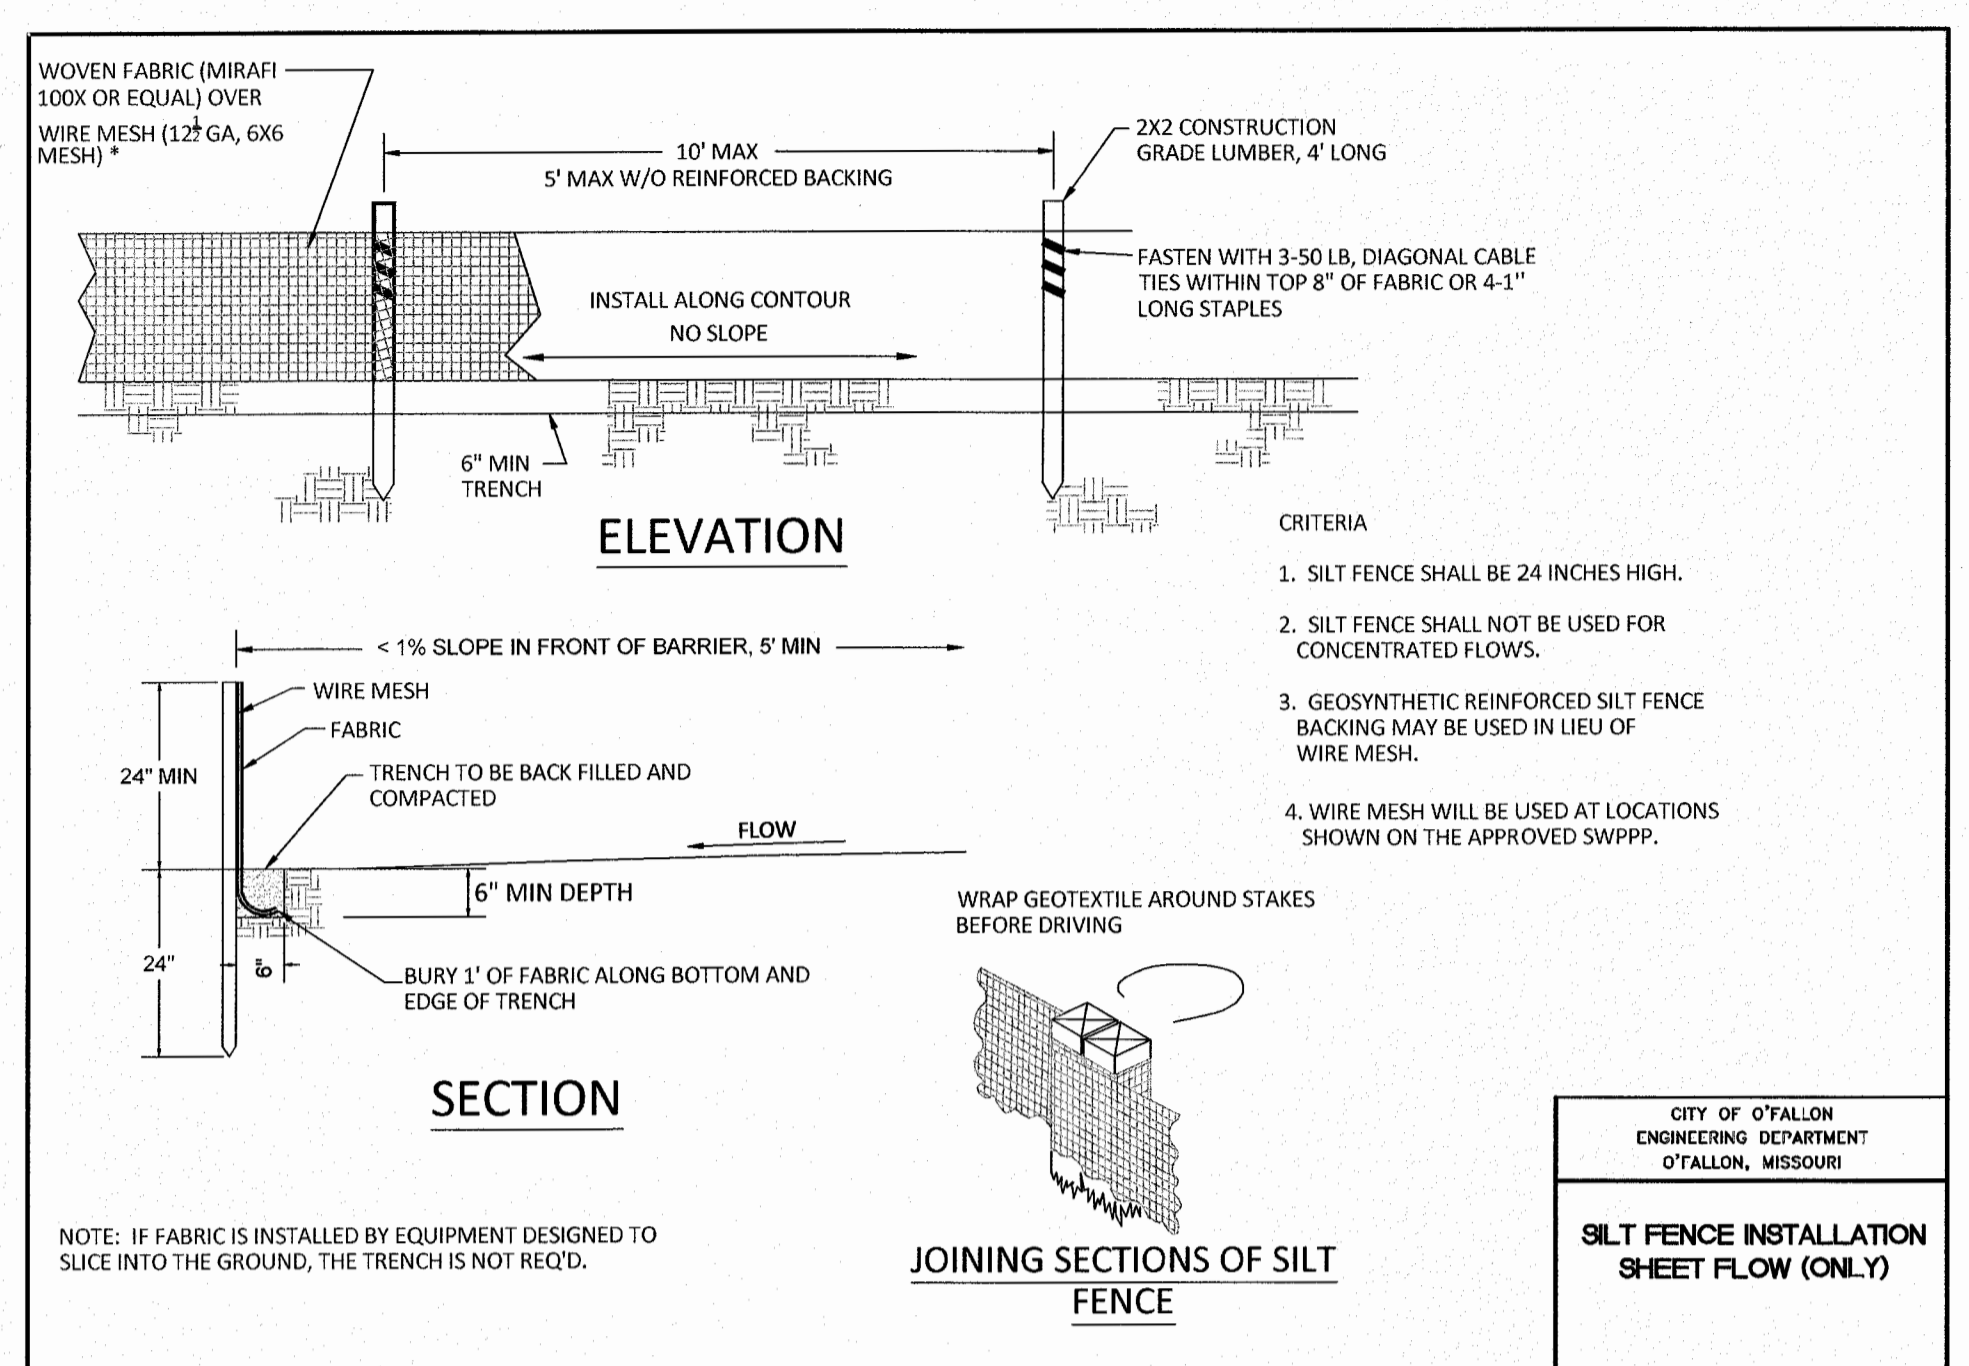 WOVEN FABRIC (MIRAFI
100X OR EQUAL) OVER
WIRE MESH (12½ GA, 6X6
MESH) *
10' MAX
5' MAX W/O REINFORCED BACKING
2X2 CONSTRUCTION
GRADE LUMBER, 4' LONG
FASTEN WITH 3-50 LB, DIAGONAL CABLE
TIES WITHIN TOP 8" OF FABRIC OR 4-1"
LONG STAPLES
INSTALL ALONG CONTOUR
NO SLOPE
6" MIN
TRENCH
ELEVATION
CRITERIA
1. SILT FENCE SHALL BE 24 INCHES HIGH.
2. SILT FENCE SHALL NOT BE USED FOR
CONCENTRATED FLOWS.
3. GEOSYNTHETIC REINFORCED SILT FENCE
BACKING MAY BE USED IN LIEU OF
WIRE MESH.
4. WIRE MESH WILL BE USED AT LOCATIONS
SHOWN ON THE APPROVED SWPPP.
< 1% SLOPE IN FRONT OF BARRIER, 5' MIN
WIRE MESH
FABRIC
24" MIN
TRENCH TO BE BACK FILLED AND
COMPACTED
FLOW
6" MIN DEPTH
24"
6"
BURY 1' OF FABRIC ALONG BOTTOM AND
EDGE OF TRENCH
SECTION
WRAP GEOTEXTILE AROUND STAKES
BEFORE DRIVING
JOINING SECTIONS OF SILT
FENCE
NOTE: IF FABRIC IS INSTALLED BY EQUIPMENT DESIGNED TO
SLICE INTO THE GROUND, THE TRENCH IS NOT REQ'D.
CITY OF O'FALLON
ENGINEERING DEPARTMENT
O'FALLON, MISSOURI
SILT FENCE INSTALLATION
SHEET FLOW (ONLY)